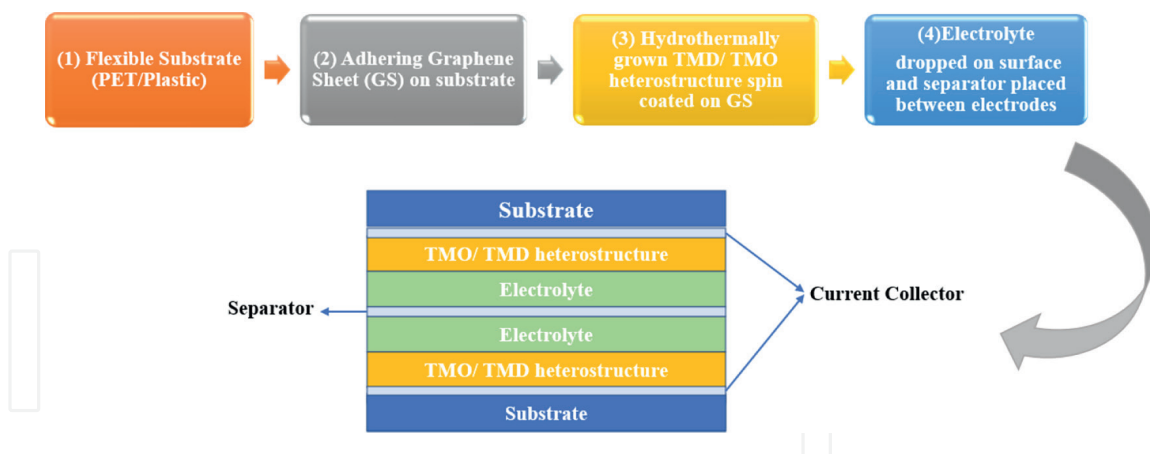 (1) Flexible Substrate
(PET/Plastic)
(2) Adhering Graphene
Sheet (GS) on substrate
(3) Hydrothermally
grown TMD/ TMO
heterostructure spin
coated on GS
(4)Electrolyte
dropped on surface
and separator placed
between electrodes
Substrate
TMO/ TMD heterostructure
Electrolyte
Separator
Current Collector
Electrolyte
TMO/ TMD heterostructure
Substrate